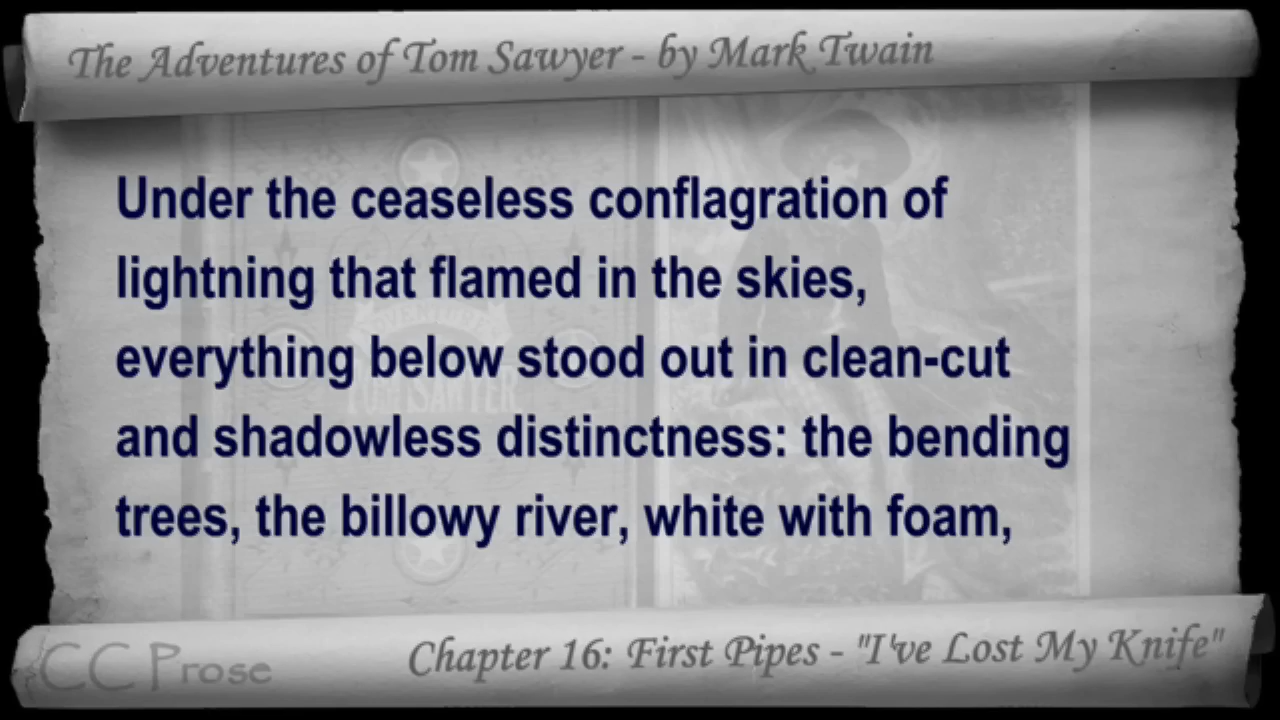 The Adventures of Tom Sawyer - by Mark Twain
Under the ceaseless conflagration of
lightning that flamed in the skies,
everything below stood out in clean-cut
and shadowless distinctness: the bending
trees, the billowy river, white with foam,
CC Prose
Chapter 16: First Pipes - "I've Lost My Knife"